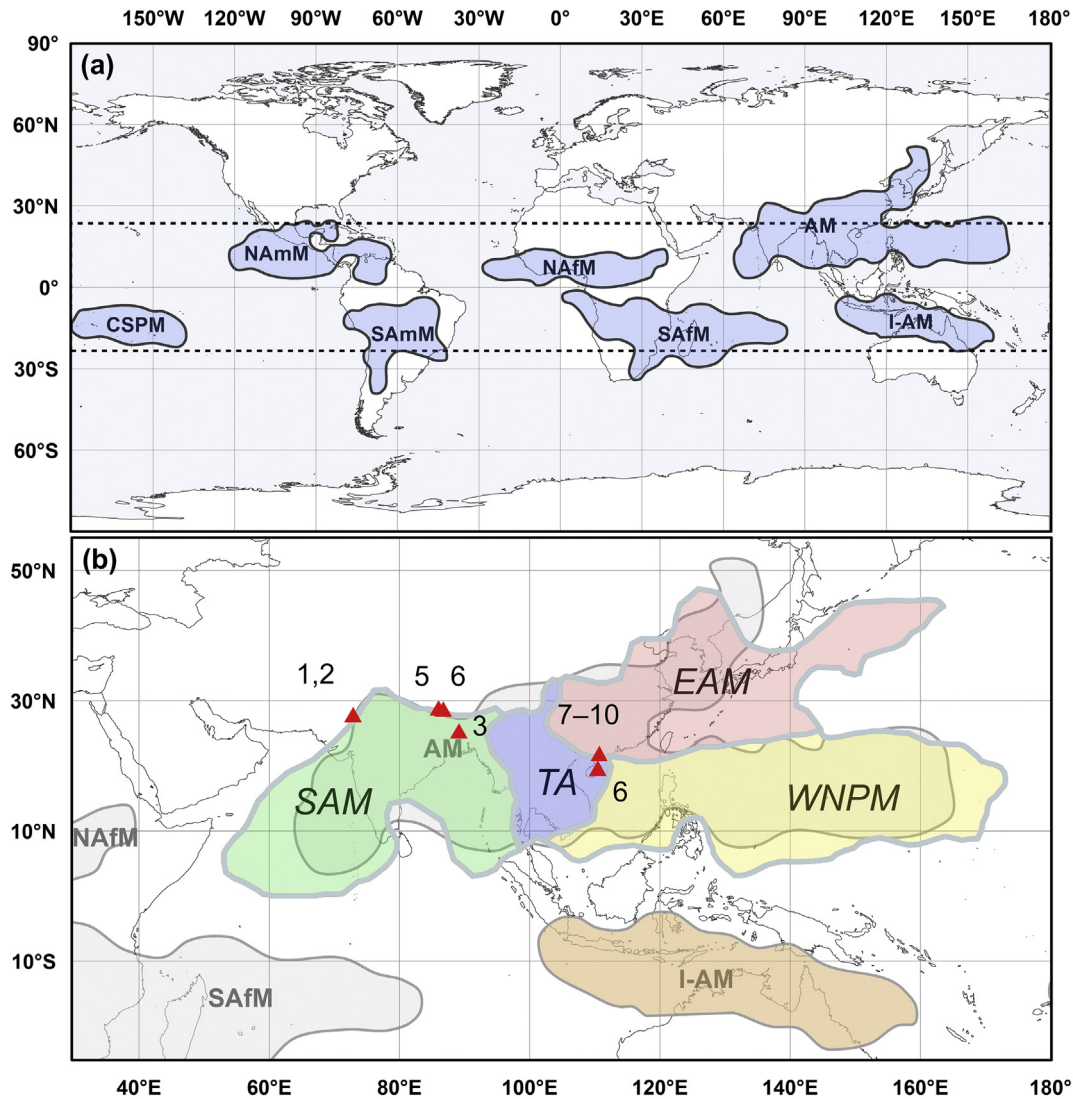 150°W 120°W 90°W 60°W 30°W 0° 30°E 60°E 90°E 120°E 150°E 180°
90°
(a)
60°N
30°N
AM
NAmM
NAfM
0°
CSPM
SAmM
SAfM
I-AM
30°S
60°S
(b)
50°N
1,2
5
6
30°N
EAM
3
7–10
AM
TA
6
SAM
WNPM
10°N
NAfM
10°S
SAfM
I-AM
40°E 60°E 80°E 100°E 120°E 140°E 160°E 180°